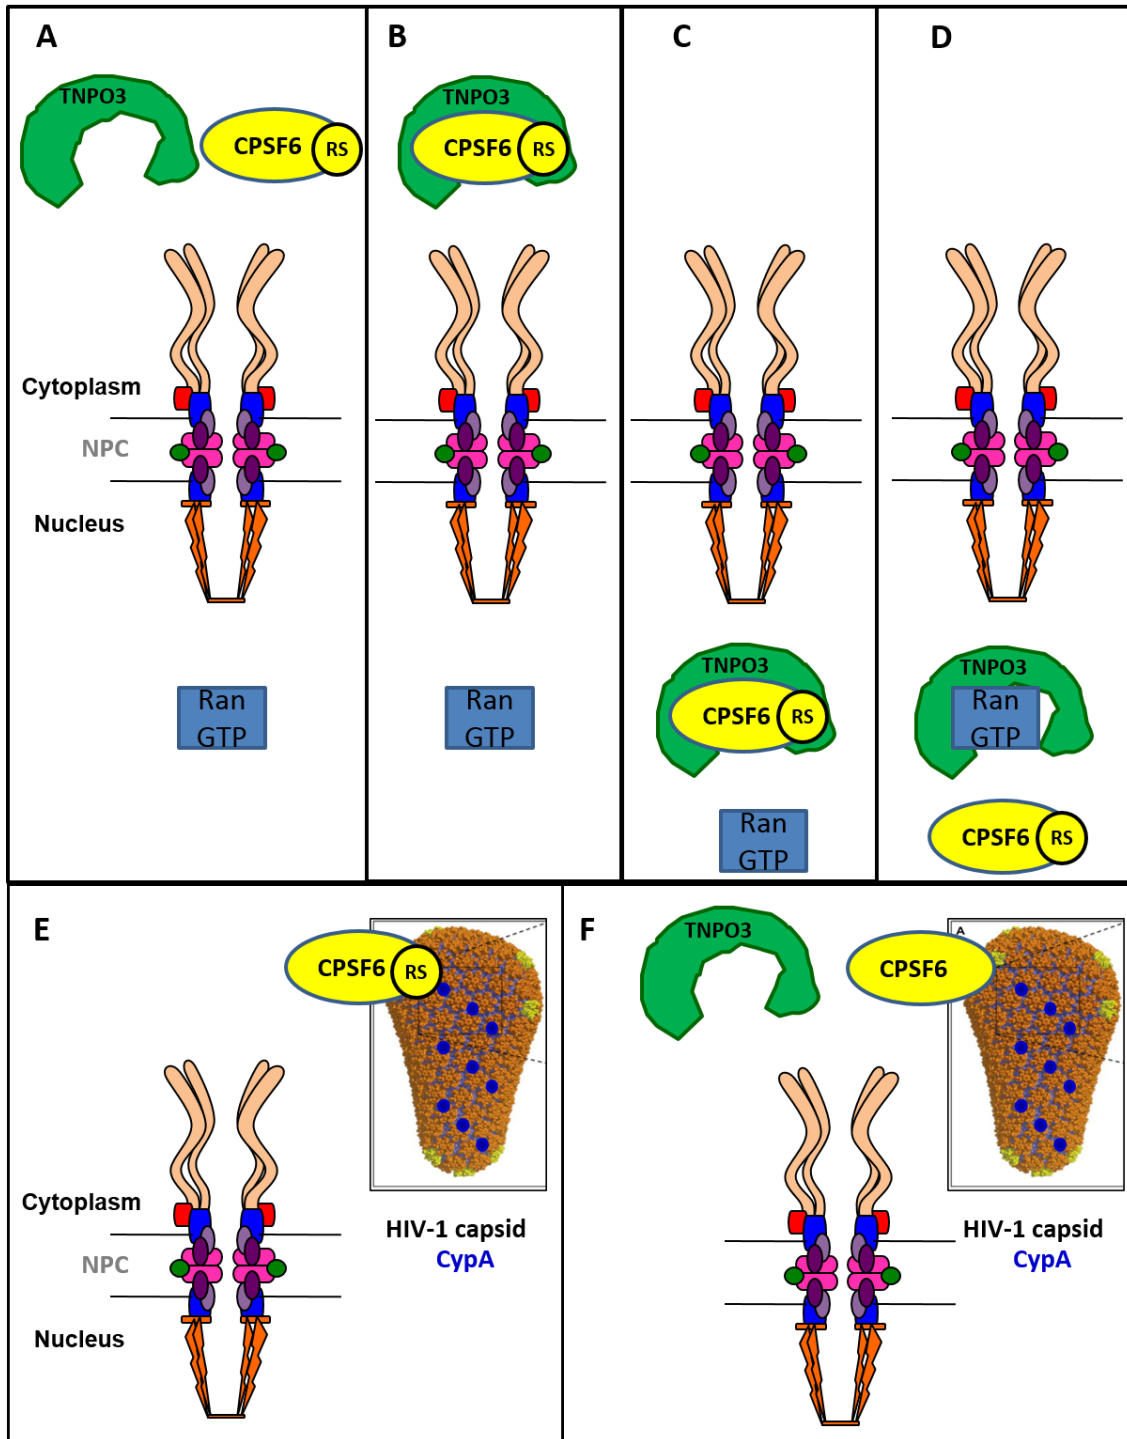 A
TNPO3
CPSF6 RS
Cytoplasm
NPC
Nucleus
Ran
GTP
B
TNPO3
CPSF6 RS
Ran
GTP
C
TNPO3
CPSF6 RS
Ran
GTP
D
TNPO3
Ran
GTP
CPSF6 RS
E
CPSF6 RS
Cytoplasm
NPC
Nucleus
HIV-1 capsid
CypA
F
TNPO3
CPSF6
A
HIV-1 capsid
CypA